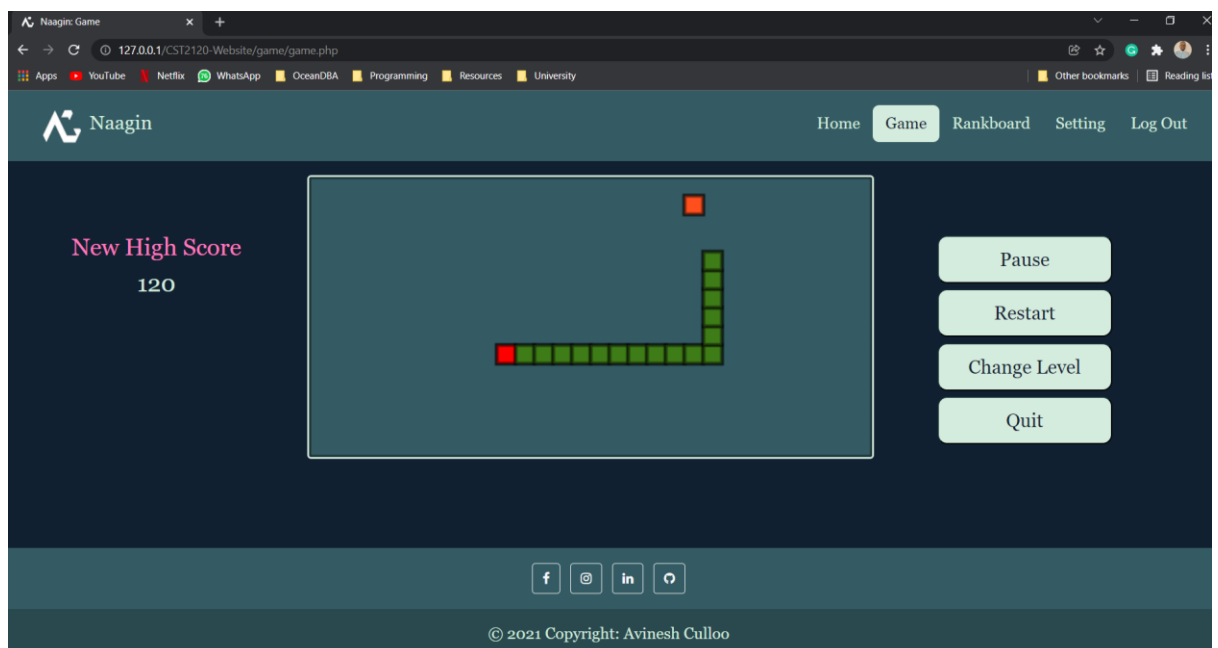 Naagin: Game
127.0.0.1/CST2120-Website/game/game.php
Apps YouTube Netflix WhatsApp OceanDBA Programming Resources University Other bookmarks Reading list
Naagin Home Game Rankboard Setting Log Out
New High Score
120
Pause
Restart
Change Level
Quit
© 2021 Copyright: Avinesh Culloo